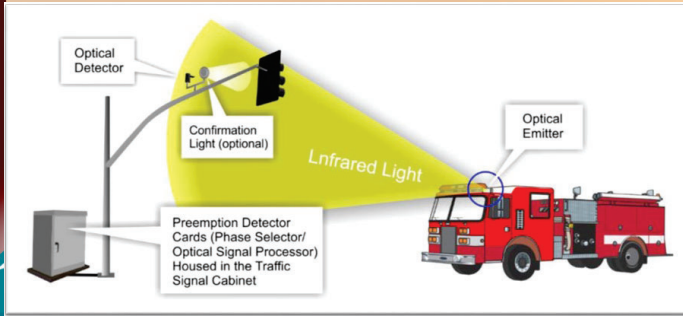 Optical
Detector
Confirmation
Light (optional)
Lnfrared Light
Optical
Emitter
Preemption Detector
Cards (Phase Selector/
Optical Signal Processor)
Housed in the Traffic
Signal Cabinet